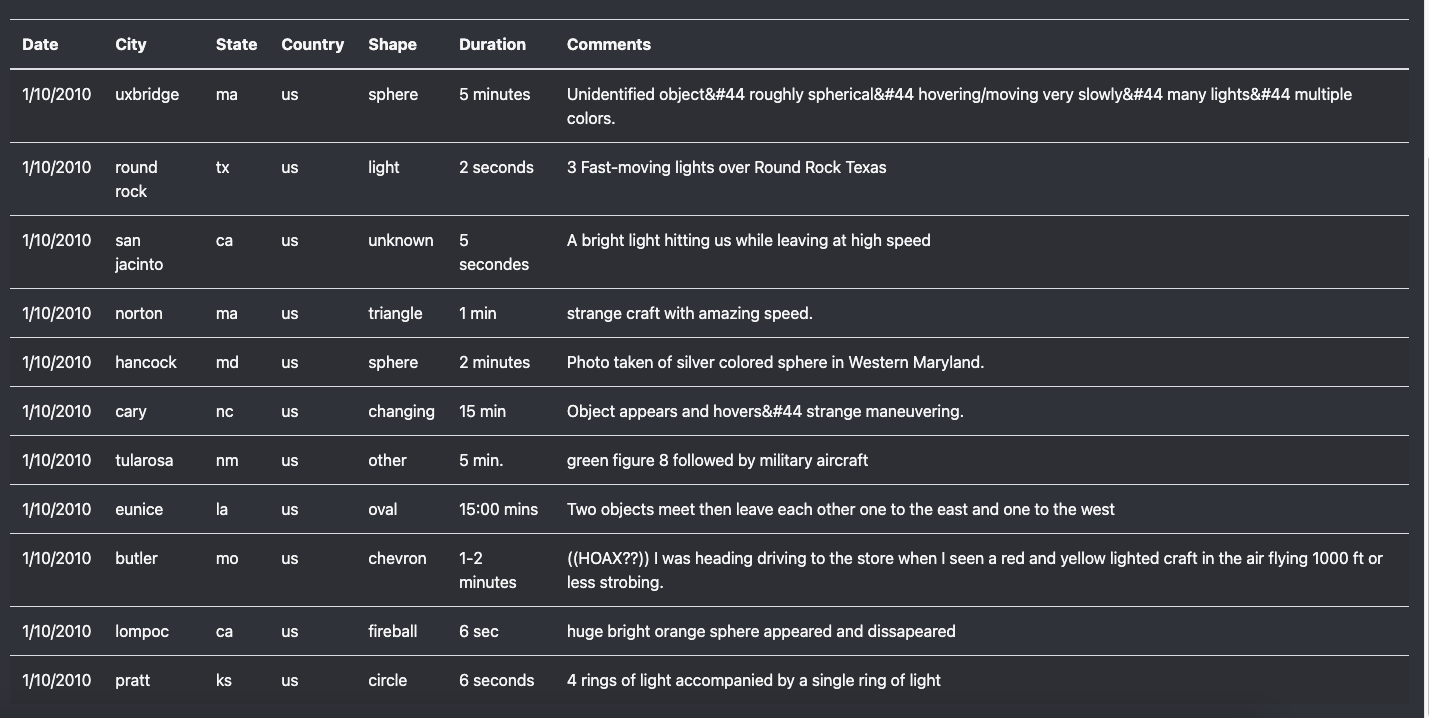 Date City State Country Shape Duration Comments
1/10/2010 uxbridge ma us sphere 5 minutes Unidentified object&#44 roughly spherical&#44 hovering/moving very slowly&#44 many lights&#44 multiple
colors.
1/10/2010 round tx us light 2 seconds 3 Fast-moving lights over Round Rock Texas
rock
1/10/2010 san ca us unknown 5 A bright light hitting us while leaving at high speed
jacinto secondes
1/10/2010 norton ma us triangle 1 min strange craft with amazing speed.
1/10/2010 hancock md us sphere 2 minutes Photo taken of silver colored sphere in Western Maryland.
1/10/2010 cary nc us changing 15 min Object appears and hovers&#44 strange maneuvering.
1/10/2010 tularosa nm us other 5 min. green figure 8 followed by military aircraft
1/10/2010 eunice la us oval 15:00 mins Two objects meet then leave each other one to the east and one to the west
1/10/2010 butler mo us chevron 1-2 ((HOAX??)) I was heading driving to the store when I seen a red and yellow lighted craft in the air flying 1000 ft or
minutes less strobing.
1/10/2010 lompoc ca us fireball 6 sec huge bright orange sphere appeared and dissapeared
1/10/2010 pratt ks us circle 6 seconds 4 rings of light accompanied by a single ring of light